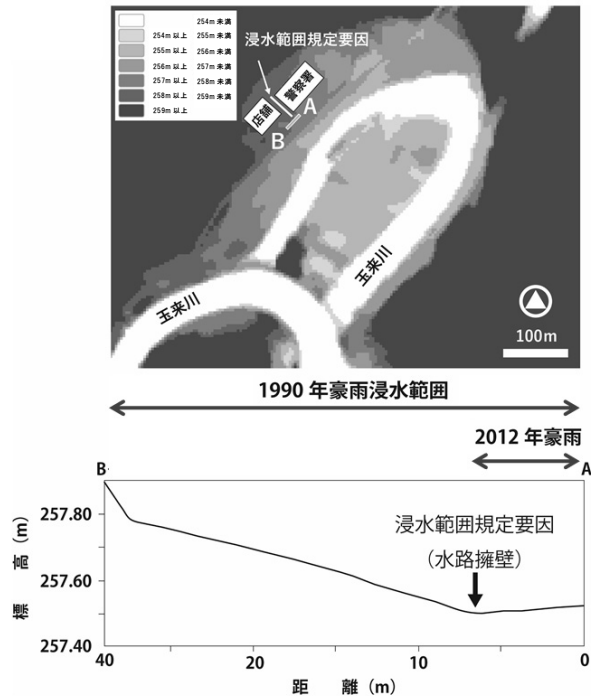 254m 未満
254m 以上 255m 未満
255m 以上 256m 未満
256m 以上 257m 未満
257m 以上 258m 未満
258m 以上 259m 未満
259m 以上
浸水範囲規定要因
警察署
店舗
A
B
玉来川
玉来川
100m
1990 年豪雨浸水範囲
2012 年豪雨
B
A
浸水範囲規定要因
(水路擁壁)
標 高 (m)
257.80
257.60
257.40
40 20 10 0
距 離 (m)